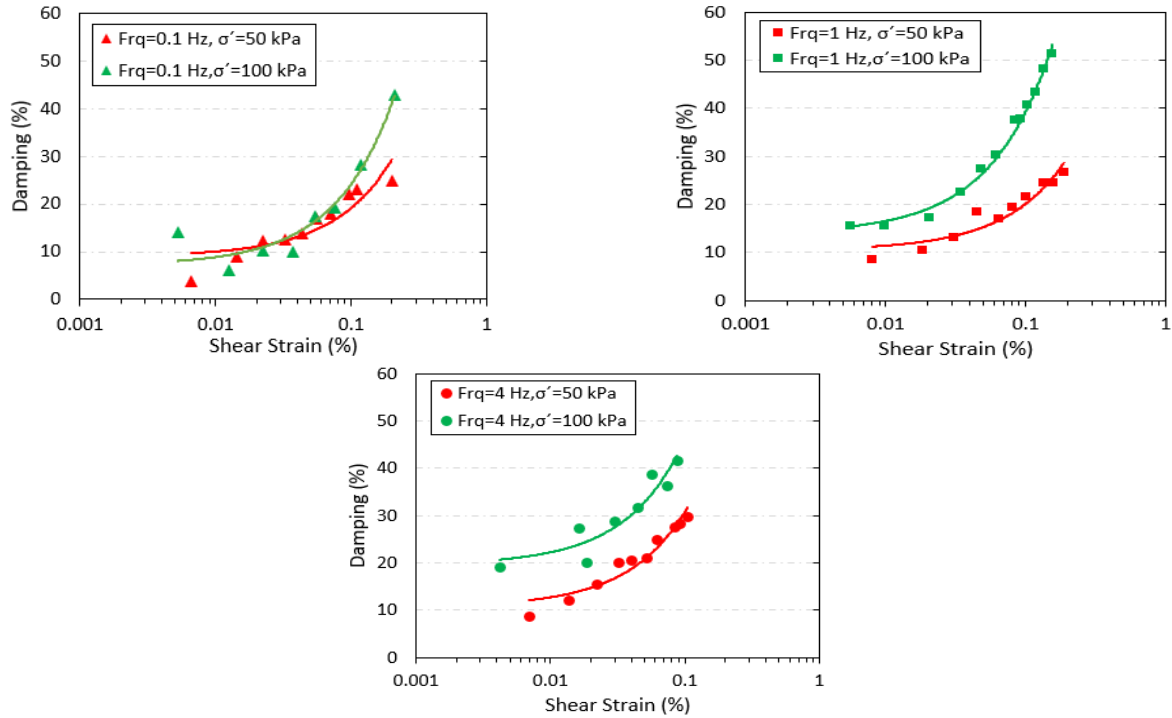 60
50
40
30
20
10
0
Damping (%)
Frq=0.1 Hz, σ´=50 kPa
Frq=0.1 Hz,σ´=100 kPa
0.001 0.01 0.1 1
Shear Strain (%)
60
50
40
30
20
10
0
Damping (%)
Frq=1 Hz, σ´=50 kPa
Frq=1 Hz,σ´=100 kPa
0.001 0.01 0.1 1
Shear Strain (%)
60
50
40
30
20
10
0
Damping (%)
Frq=4 Hz,σ´=50 kPa
Frq=4 Hz,σ´=100 kPa
0.001 0.01 0.1 1
Shear Strain (%)